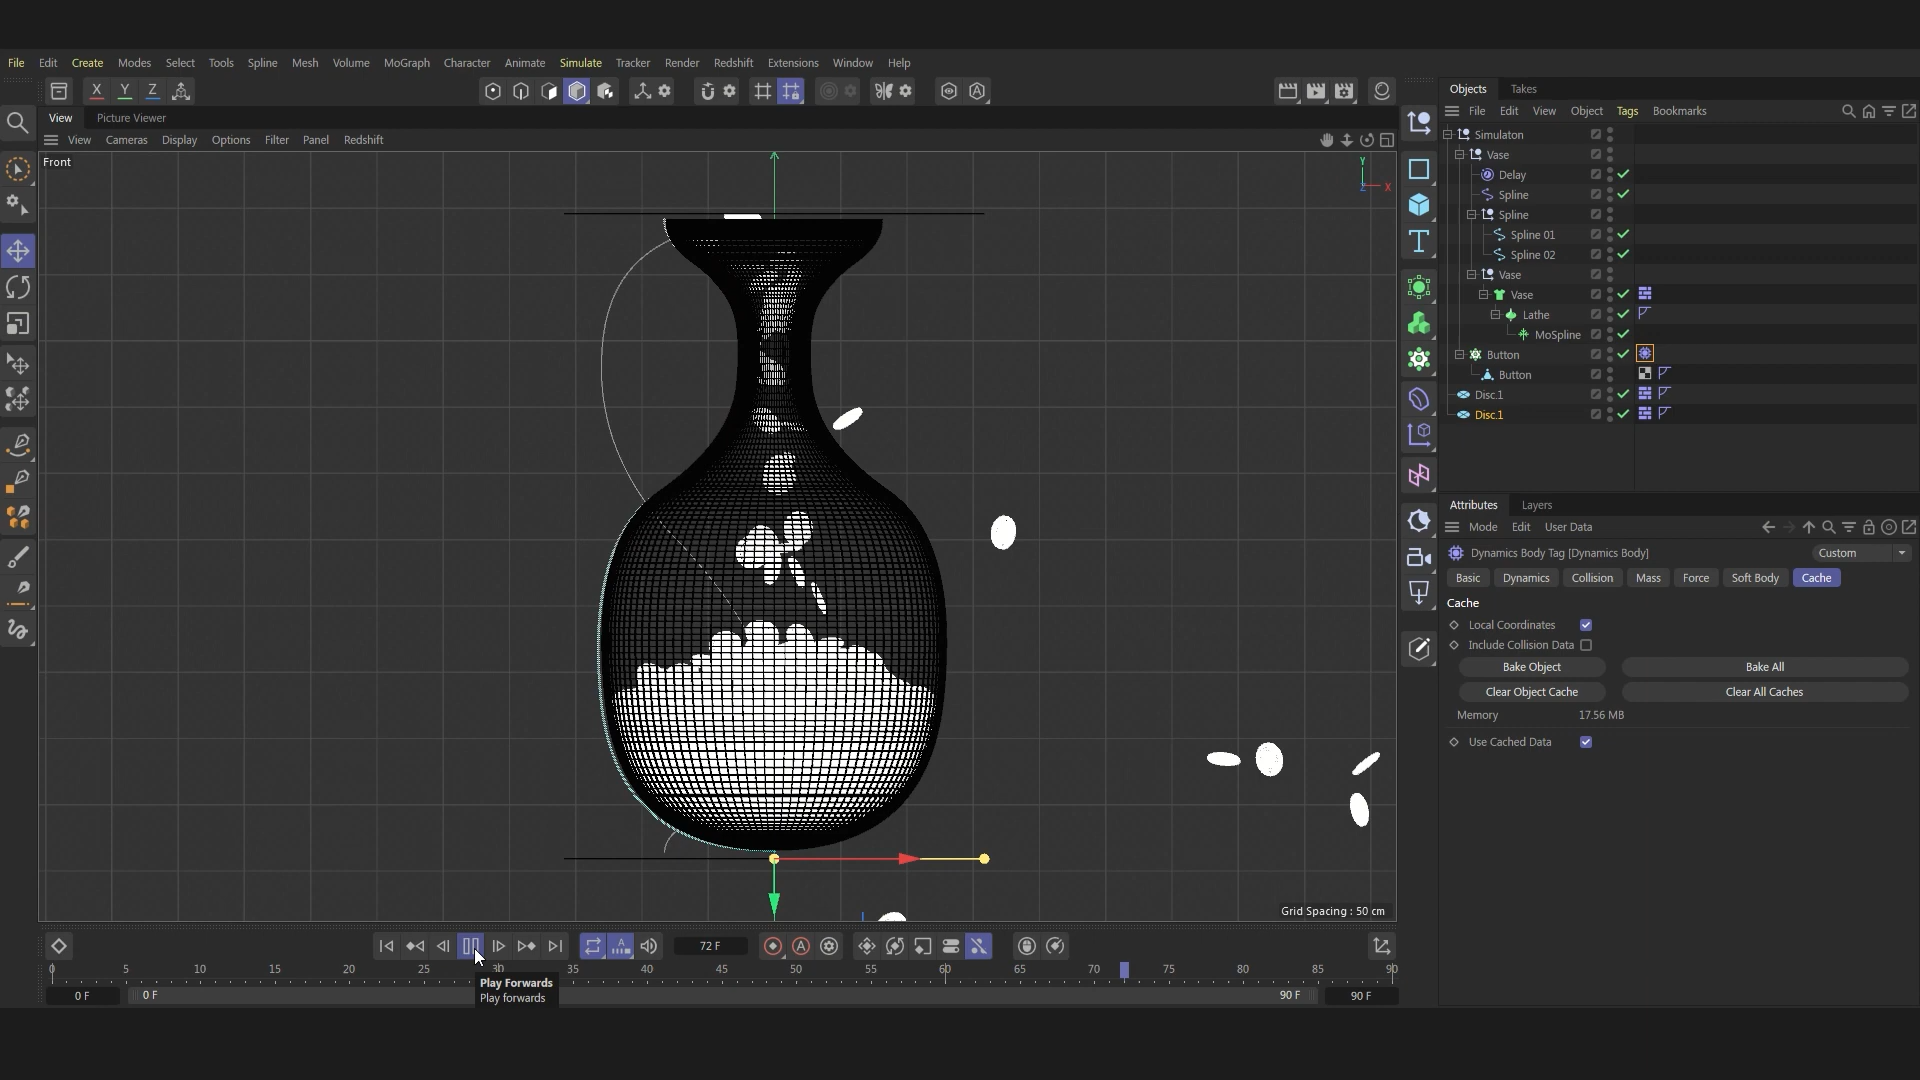 File Edit Create Modes Select Tools Spline Mesh Volume MoGraph Character Animate Simulate Tracker Render Redshift Extensions Window Help
X Y Z
View Picture Viewer
View Cameras Display Options Filter Panel Redshift
Front
Y
X
Z
T
Grid Spacing : 50 cm
A
A
72 F
0 5 10 15 20 25 30 35 40 45 50 55 60 65 70 75 80 85 90
0 F
0 F
90 F
90 F
Play Forwards
Play forwards
Objects Takes
File Edit View Object Tags Bookmarks
Simulaton
Vase
Delay
Spline
Spline
Spline 01
Spline 02
Vase
Vase
Lathe
MoSpline
Button
Button
Disc.1
Disc.1
Attributes Layers
Mode Edit User Data
Dynamics Body Tag [Dynamics Body]
Custom
Basic Dynamics Collision Mass Force Soft Body Cache
Cache
Local Coordinates
Include Collision Data
Bake Object Bake All
Clear Object Cache Clear All Caches
Memory 17.56 MB
Use Cached Data